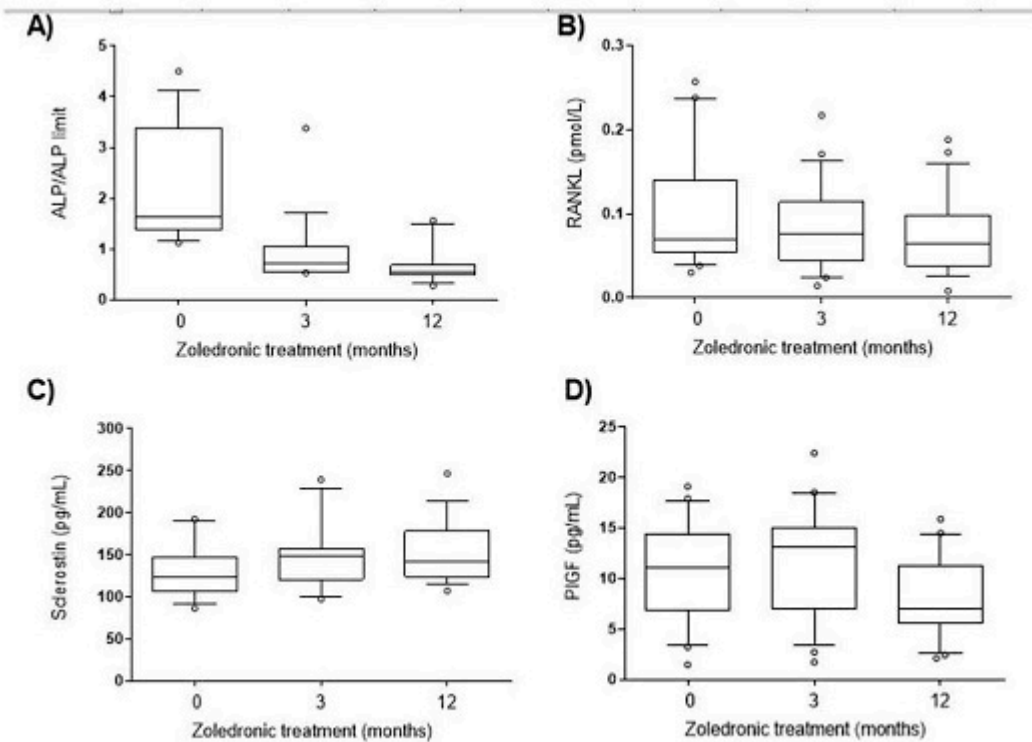 A)
5
4
3
2
1
0
ALP/ALP limit
0 3 12
Zoledronic treatment (months)
B)
0.3
0.2
0.1
0.0
RANKL (pmol/L)
0 3 12
Zoledronic treatment (months)
C)
300
250
200
150
100
50
0
Sclerostin (pg/mL)
0 3 12
Zoledronic treatment (months)
D)
25
20
15
10
5
0
PIGF (pg/mL)
0 3 12
Zoledronic treatment (months)